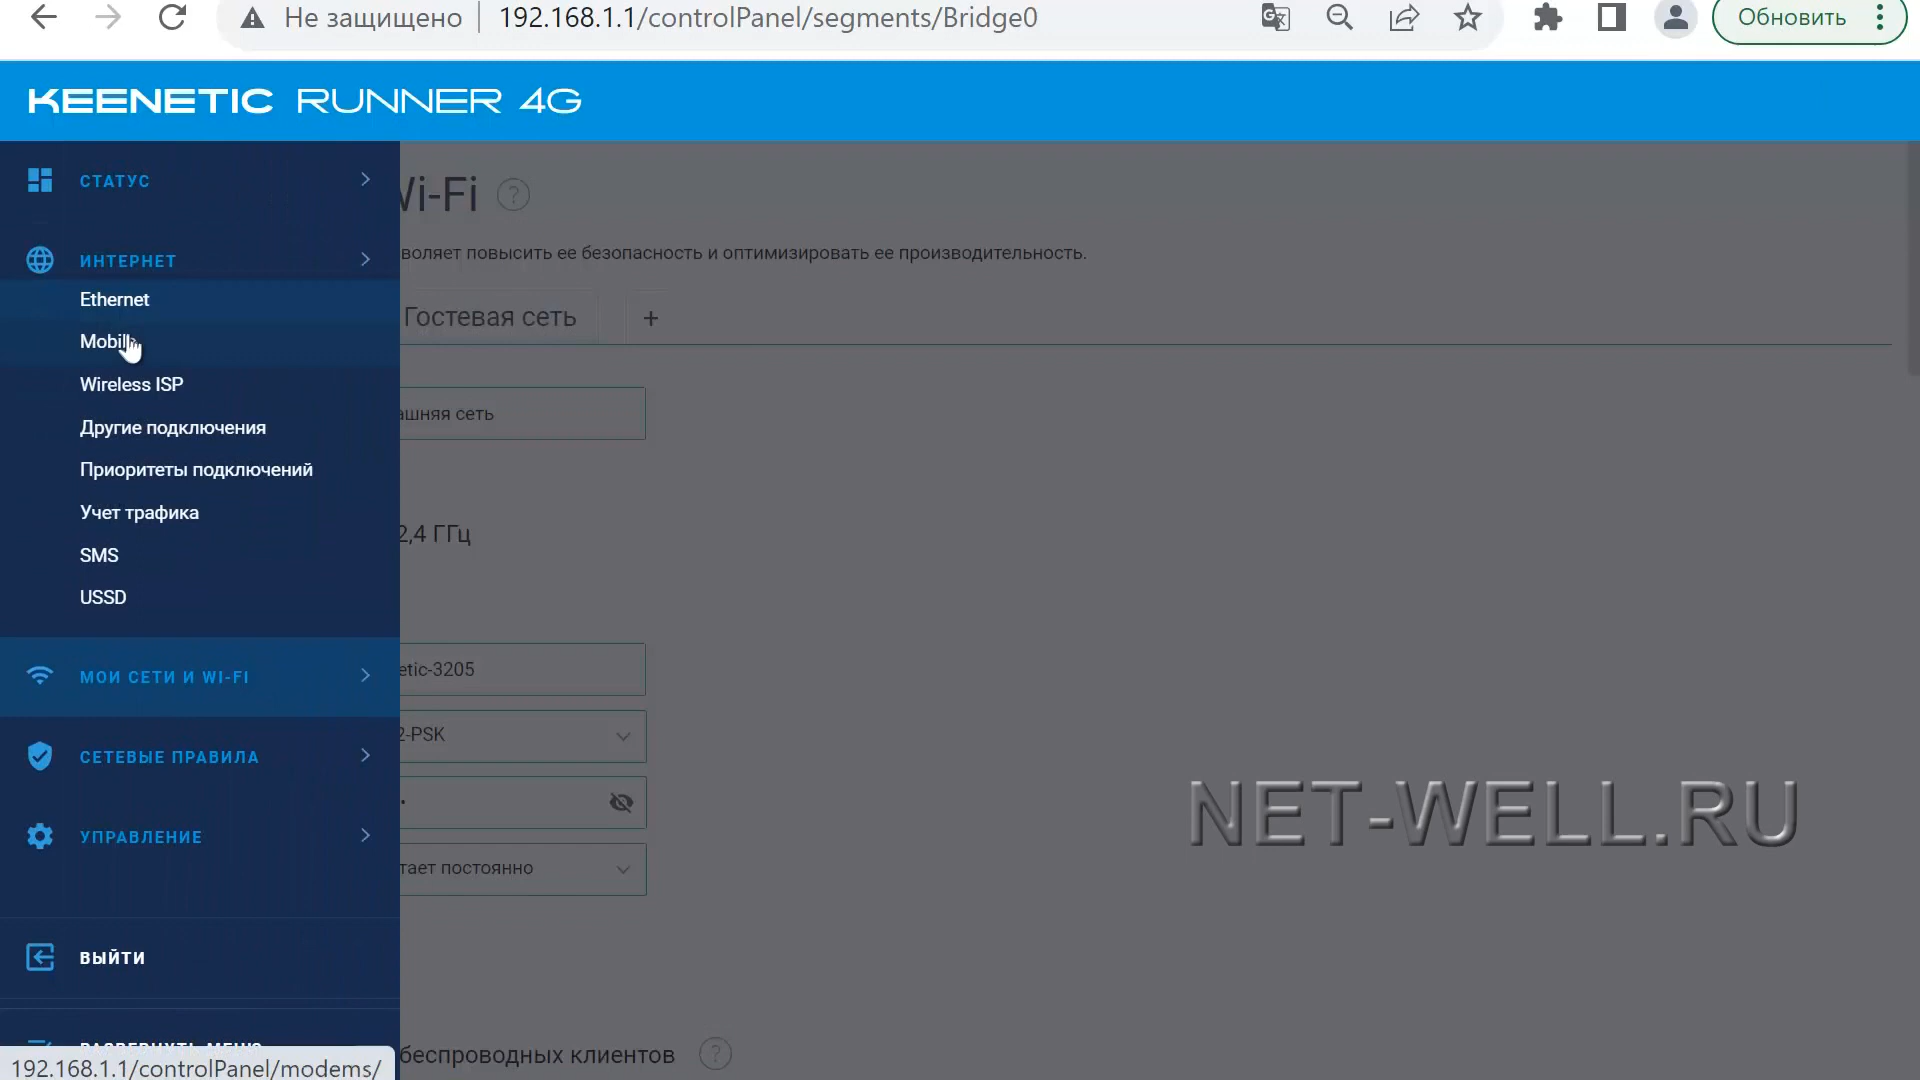 Не защищено
192.168.1.1/controlPanel/segments/Bridge0
Обновить
KEENETIC RUNNER 4G
СТАТУС
ИНТЕРНЕТ
Ethernet
Wireless ISP
Другие подключения
Приоритеты подключений
Учет трафика
SMS
USSD
МОИ СЕТИ И WI-FI
СЕТЕВЫЕ ПРАВИЛА
УПРАВЛЕНИЕ
ВЫЙТИ
192.168.1.1/controlPanel/modems/
Wi-Fi ?
воляет повысить ее безопасность и оптимизировать ее производительность.
Гостевая сеть +
ашняя сеть
2,4 ГГц
etic-3205
2-PSK
тает постоянно
беспроводных клиентов ?
NET-WELL.RU